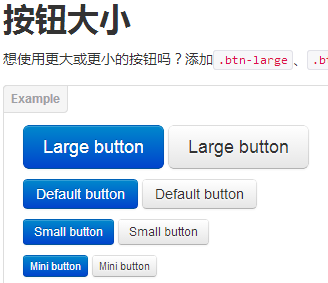 按钮大小
想使用更大或更小的按钮吗？添加.btn-large、.bt
Example
Large button Large button
Default button Default button
Small button Small button
Mini button Mini button